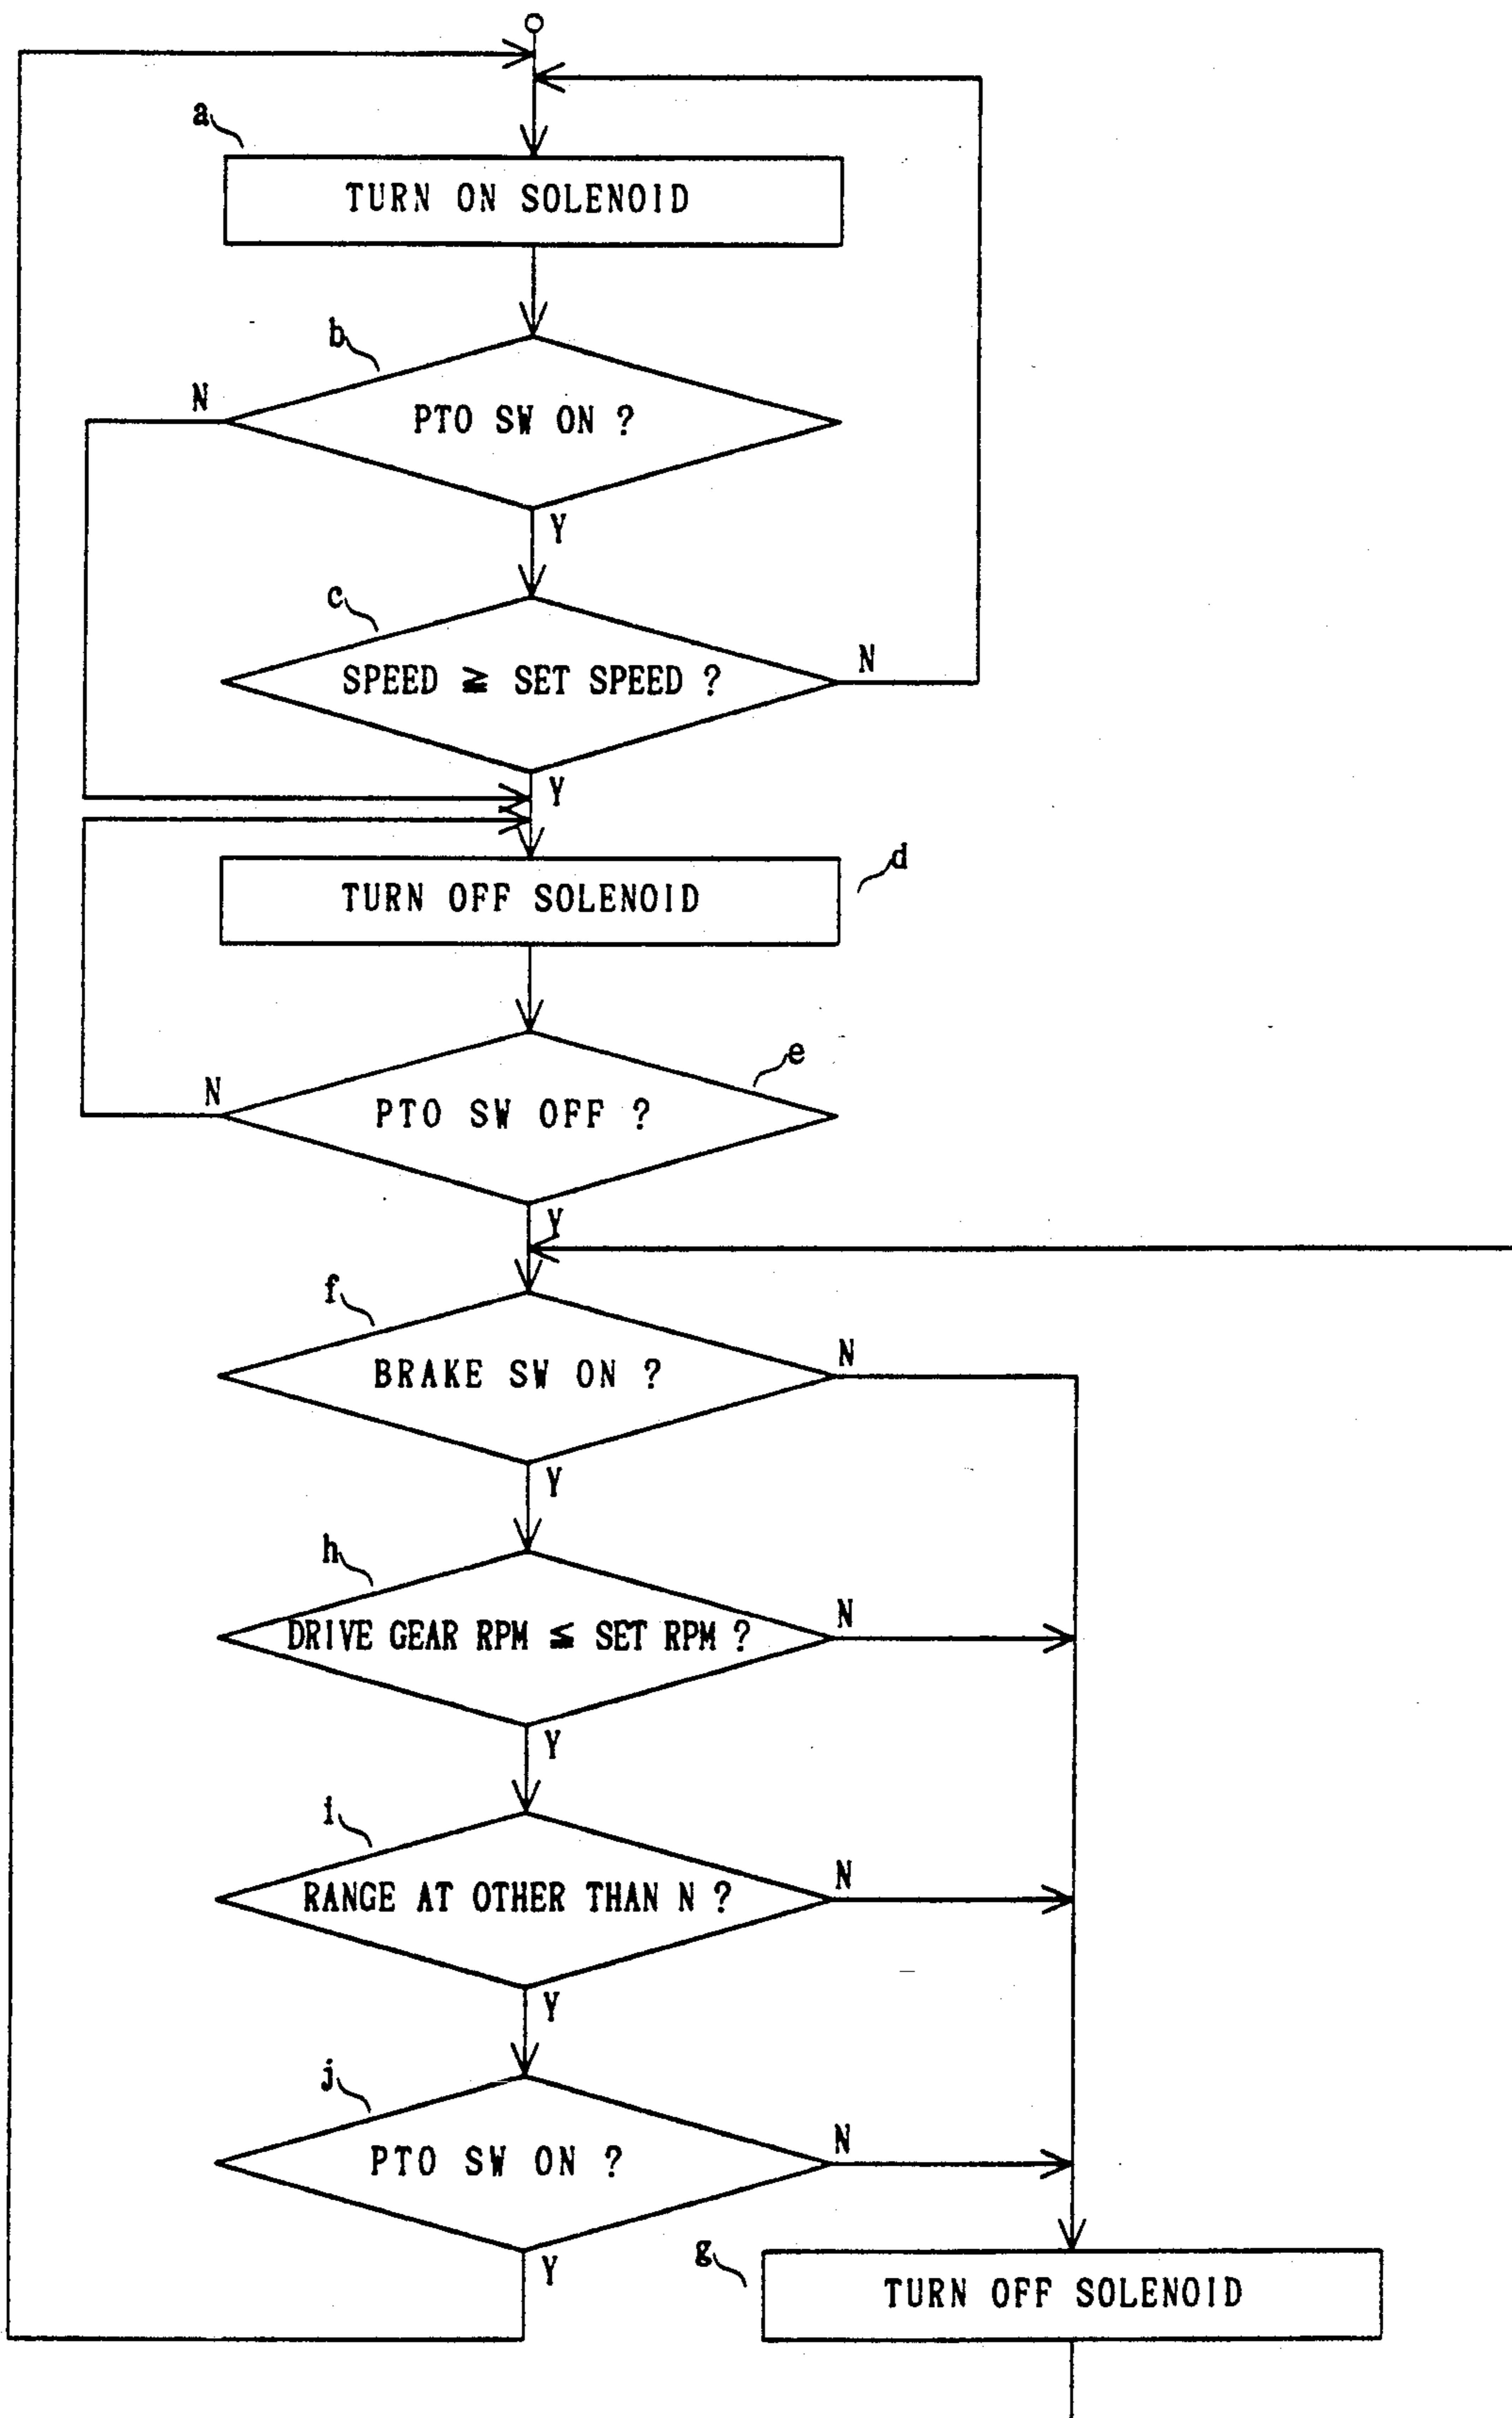 a
TURN ON SOLENOID
b
N
PTO SW ON ?
Y
c
SPEED ≧ SET SPEED ?
N
Y
TURN OFF SOLENOID
d
e
N
PTO SW OFF ?
Y
f
BRAKE SW ON ?
N
Y
h
DRIVE GEAR RPM ≦ SET RPM ?
N
Y
i
RANGE AT OTHER THAN N ?
N
Y
j
PTO SW ON ?
N
Y
g
TURN OFF SOLENOID